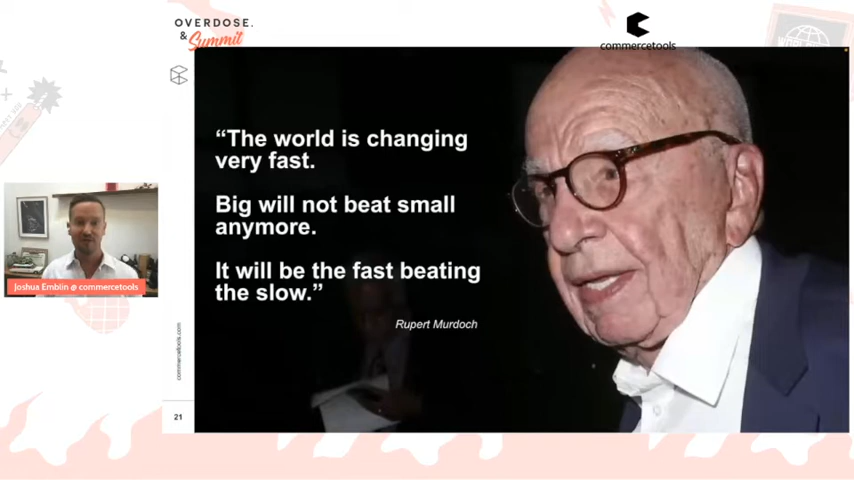 OVERDOSE.
& Summit
commercetools
“The world is changing
very fast.
Big will not beat small
anymore.
It will be the fast beating
the slow.”
Rupert Murdoch
Joshua Emblin @ commercetools
commercetools.com
21